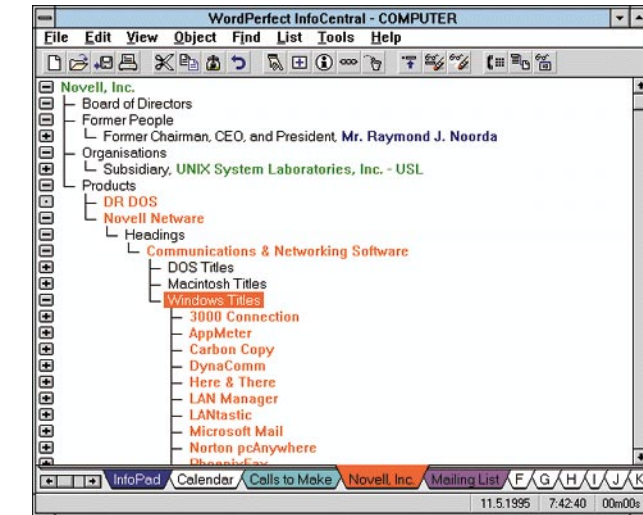 WordPerfect InfoCentral - COMPUTER
File Edit View Object Find List Tools Help
Novell, Inc.
Board of Directors
Former People
Former Chairman, CEO, and President, Mr. Raymond J. Noorda
Organisations
Subsidiary, UNIX System Laboratories, Inc. - USL
Products
DR DOS
Novell Netware
Headings
Communications & Networking Software
DOS Titles
Macintosh Titles
Windows Titles
3000 Connection
AppMeter
Carbon Copy
DynaComm
Here & There
LAN Manager
LANtastic
Microsoft Mail
Norton pcAnywhere
PhoenixFax
InfoPad Calendar Calls to Make Novell, Inc. Mailing List F G H I J K
11.5.1995 7:42:40 00m00s